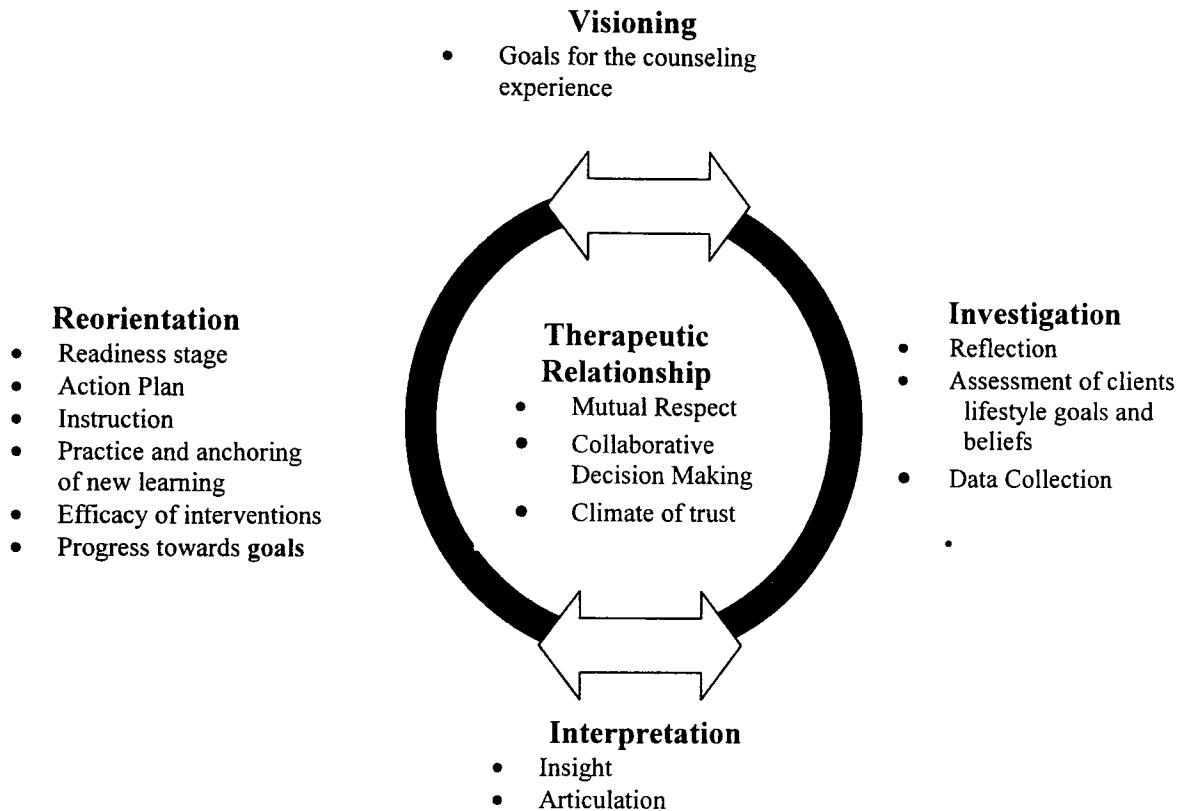 Visioning
• Goals for the counseling
experience
Reorientation
• Readiness stage
• Action Plan
• Instruction
• Practice and anchoring
of new learning
• Efficacy of interventions
• Progress towards goals
Therapeutic
Relationship
• Mutual Respect
• Collaborative
Decision Making
• Climate of trust
Investigation
• Reflection
• Assessment of clients
lifestyle goals and
beliefs
• Data Collection
•
Interpretation
• Insight
• Articulation